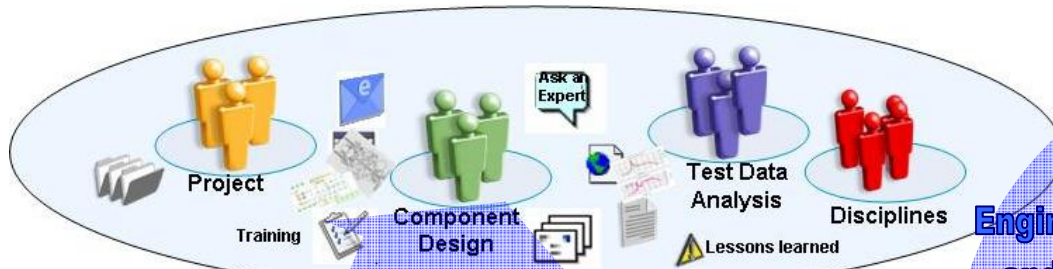 Ask an
Expert
Project
Test Data
Analysis
Component
Design
Disciplines
Training
Lessons learned